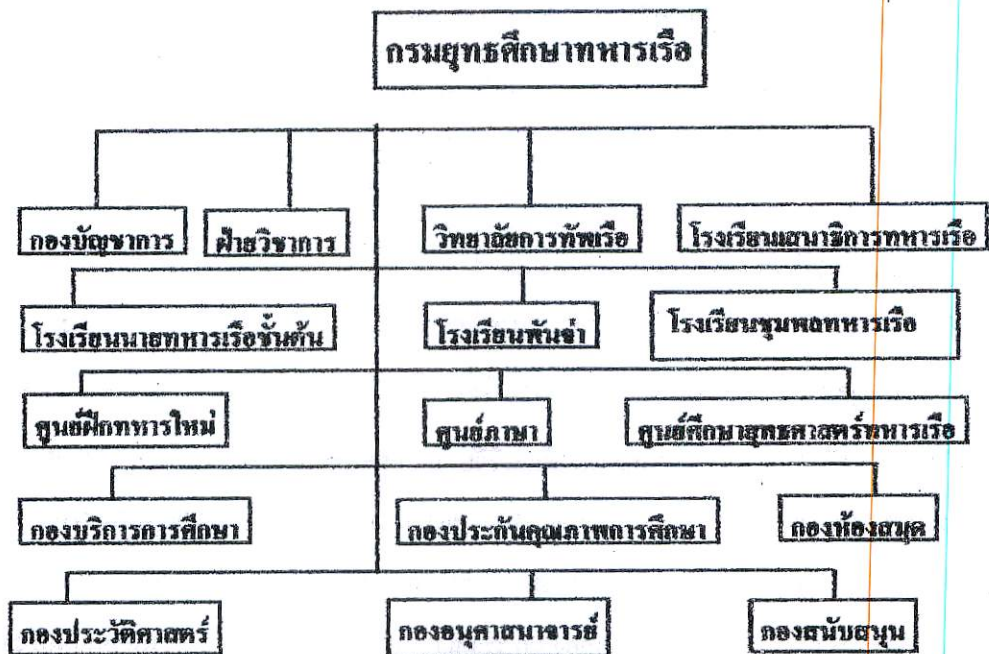 กรมยุทธศึกษาทหารเรือ
กองบัญชาการ ฝ่ายวิชาการ วิทยาลัยการทัพเรือ โรงเรียนเสนาธิการทหารเรือ
โรงเรียนนายทหารเรือชั้นต้น โรงเรียนพันจ่า โรงเรียนชุมพลทหารเรือ
ศูนย์ฝึกทหารใหม่ ศูนย์ภาษา ศูนย์ศึกษายุทธศาสตร์ทหารเรือ
กองบริการการศึกษา กองประกันคุณภาพการศึกษา กองห้องสมุด
กองประวัติศาสตร์ กองอนุศาสนาจารย์ กองสนับสนุน